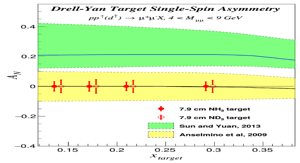 Drell-Yan Target Single-Spin Asymmetry
pp↑(d↑) → μ⁺μ⁻X, 4 < Mμμ < 9 GeV
A_N
0.4
0.2
0
−0.2
−0.4
7.9 cm NH₃ target
7.9 cm ND₃ target
Sun and Yuan, 2013
Anselmino et al, 2009
0.15 0.2 0.25 0.3 0.35
x_target